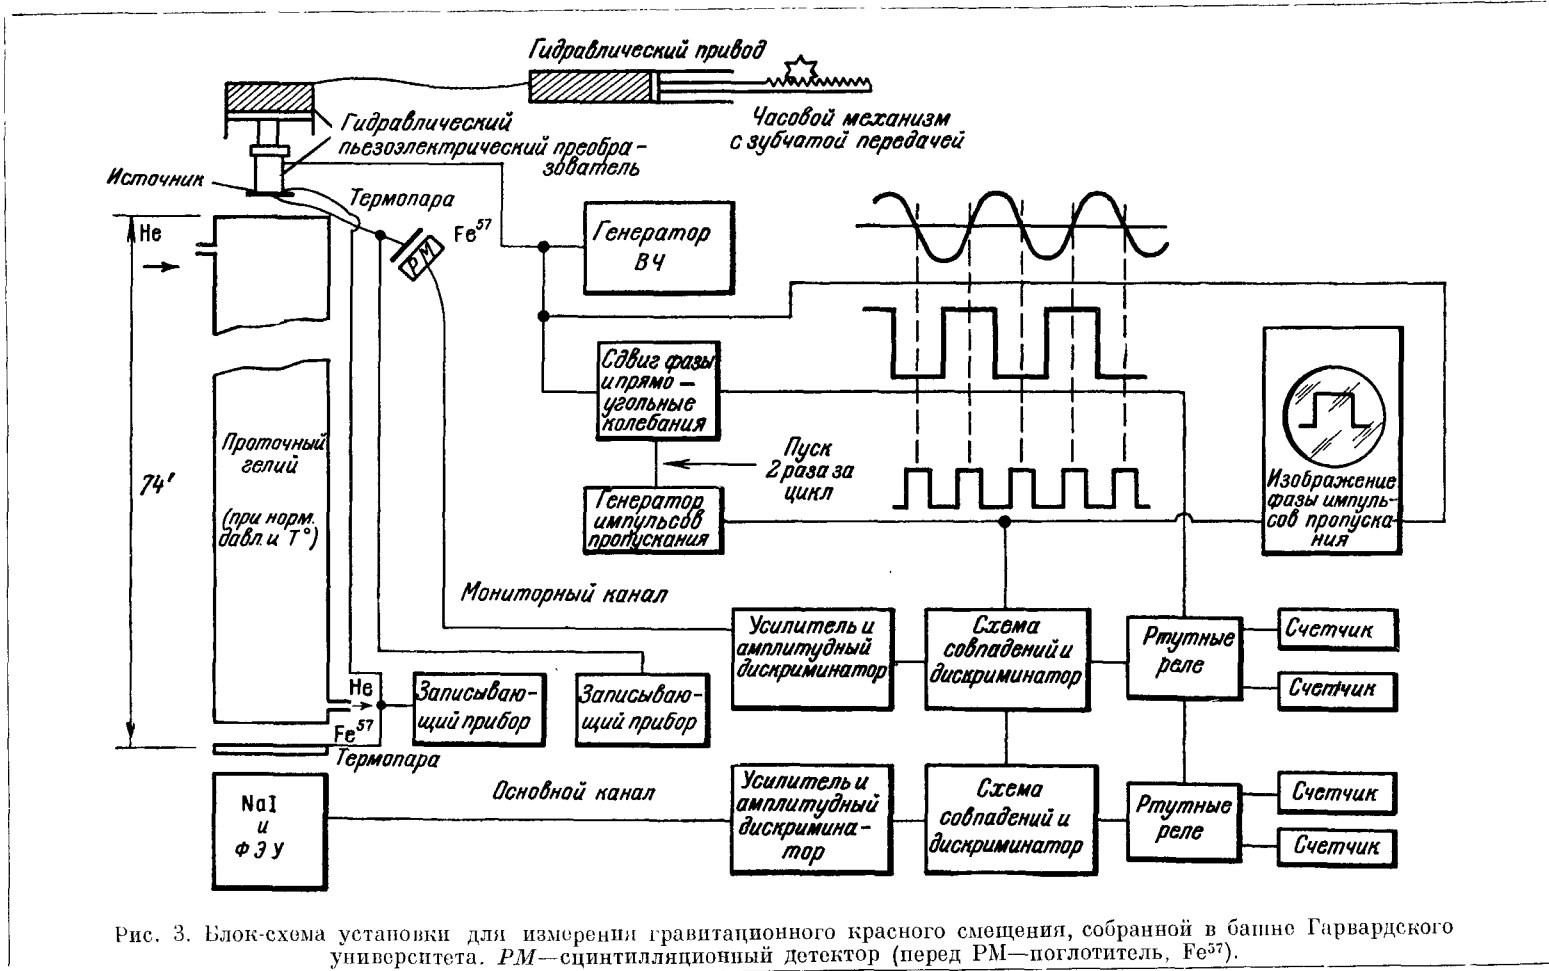 Гидравлический привод
Часовой механизм
с зубчатой передачей
Гидравлический
пьезоэлектрический преобра-
зователь
Источник
Термопара
Fe⁵⁷
РМ
He
Генератор
ВЧ
Сдвиг фазы
и прямо-
угольные
колебания
Пуск
2 раза за
цикл
Генератор
импульсов
пропускания
Изображение
фазы импуль-
сов пропуска-
ния
74'
Проточный
гелий
(при норм.
давл. и T°)
Мониторный канал
Усилитель и
амплитудный
дискриминатор
Схема
совпадений и
дискриминатор
Ртутные
реле
Счетчик
Счетчик
He
Записываю-
щий прибор
Записываю-
щий прибор
Fe⁵⁷
Термопара
NaI
и
ФЭУ
Основной канал
Усилитель и
амплитудный
дискримина-
тор
Схема
совпадений и
дискриминатор
Ртутные
реле
Счетчик
Счетчик
Рис. 3. Блок-схема установки для измерения гравитационного красного смещения, собранной в башне Гарвардского
университета. РМ—сцинтилляционный детектор (перед РМ—поглотитель, Fe⁵⁷).